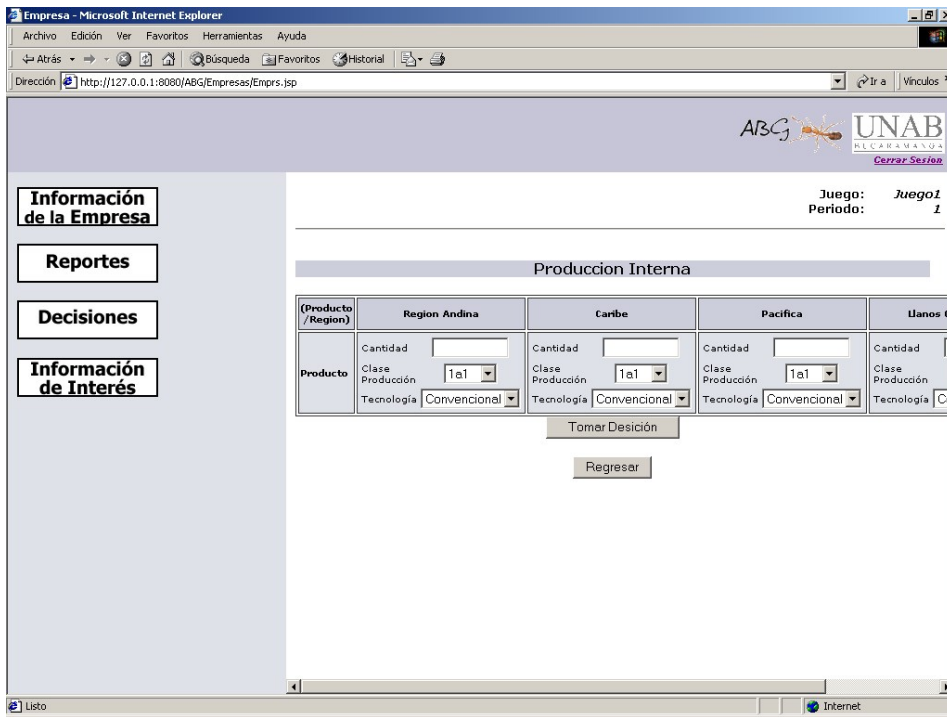 Empresa - Microsoft Internet Explorer
Archivo Edición Ver Favoritos Herramientas Ayuda
Atrás Búsqueda Favoritos Historial
Dirección http://127.0.0.1:8080/ABG/Empresas/Emprs.jsp Ir a Vínculos
ABG UNAB
BUCARAMANGA
Cerrar Sesion
Información
de la Empresa
Reportes
Decisiones
Información
de Interés
Juego: Juego1
Periodo: 1
Produccion Interna
(Producto
/Region) Region Andina Caribe Pacifica Llanos
Cantidad Cantidad Cantidad Cantidad
Producto Clase
Producción 1a1 Clase
Producción 1a1 Clase
Producción 1a1 Clase
Producción
Tecnología Convencional Tecnología Convencional Tecnología Convencional Tecnología
Tomar Desición
Regresar
Listo Internet